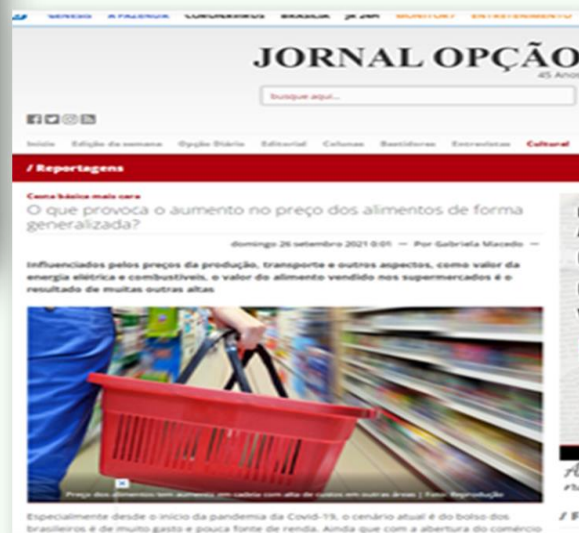 GENESIS A FAZENDA CORONAVÍRUS BRASÍLIA JR 24H MONITOR7 ENTRETENIMENTO
JORNAL OPÇÃO
45 Anos
busque aqui...
Início Edição da semana Opção Diário Editorial Colunas Bastidores Entrevistas Cultural
/ Reportagens
Cesta básica mais cara
O que provoca o aumento no preço dos alimentos de forma
generalizada?
domingo 26 setembro 2021 0:01 — Por Gabriela Macedo —
Influenciados pelos preços da produção, transporte e outros aspectos, como valor da
energia elétrica e combustíveis, o valor do alimento vendido nos supermercados é o
resultado de muitas outras altas
Preço dos alimentos tem aumento em cadeia com alta de custos em outras áreas | Foto: Reprodução
Especialmente desde o início da pandemia da Covid-19, o cenário atual é do bolso dos
brasileiros é de muito gasto e pouca fonte de renda. Ainda que com a abertura do comércio